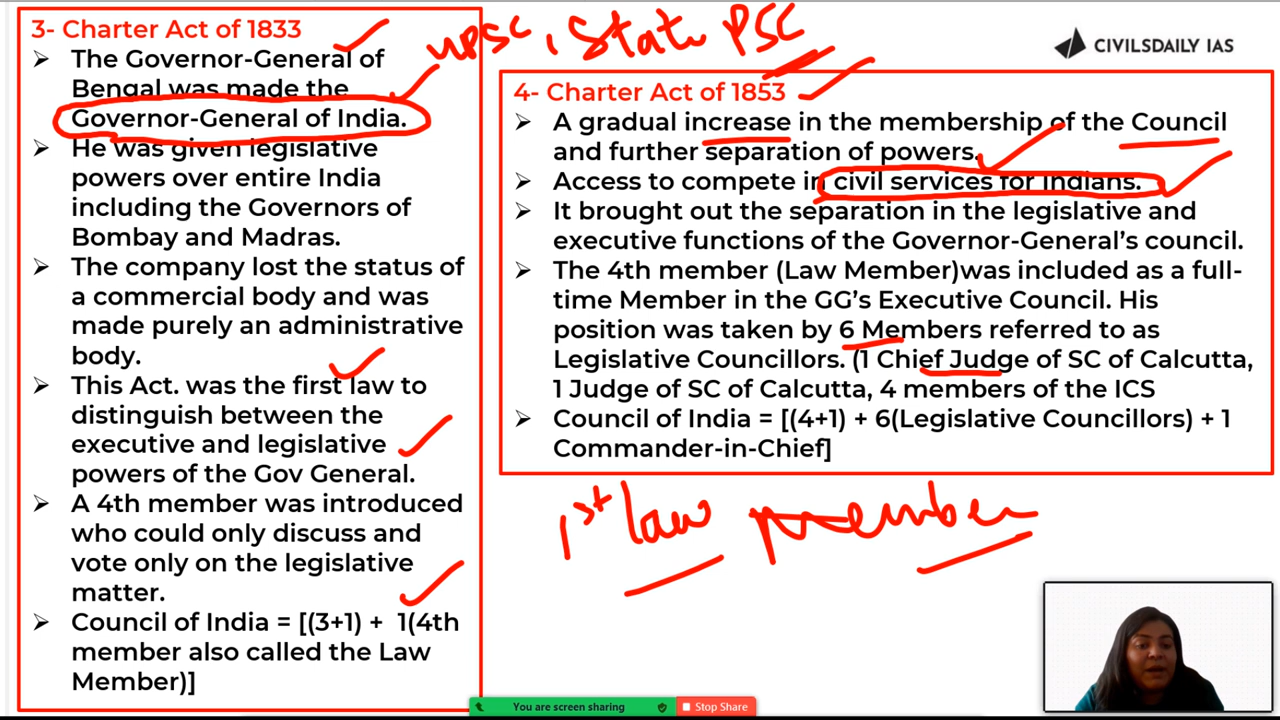 3- Charter Act of 1833
➢ The Governor-General of
Bengal was made the
Governor-General of India.
➢ He was given legislative
powers over entire India
including the Governors of
Bombay and Madras.
➢ The company lost the status of
a commercial body and was
made purely an administrative
body.
➢ This Act. was the first law to
distinguish between the
executive and legislative
powers of the Gov General.
➢ A 4th member was introduced
who could only discuss and
vote only on the legislative
matter.
➢ Council of India = [(3+1) + 1(4th
member also called the Law
Member)]
UPSC, State PSC
CIVILSDAILY IAS
4- Charter Act of 1853
➢ A gradual increase in the membership of the Council
and further separation of powers.
➢ Access to compete in civil services for Indians.
➢ It brought out the separation in the legislative and
executive functions of the Governor-General's council.
➢ The 4th member (Law Member)was included as a full-
time Member in the GG's Executive Council. His
position was taken by 6 Members referred to as
Legislative Councillors. (1 Chief Judge of SC of Calcutta,
1 Judge of SC of Calcutta, 4 members of the ICS
➢ Council of India = [(4+1) + 6(Legislative Councillors) + 1
Commander-in-Chief]
1st law member
You are screen sharing
Stop Share